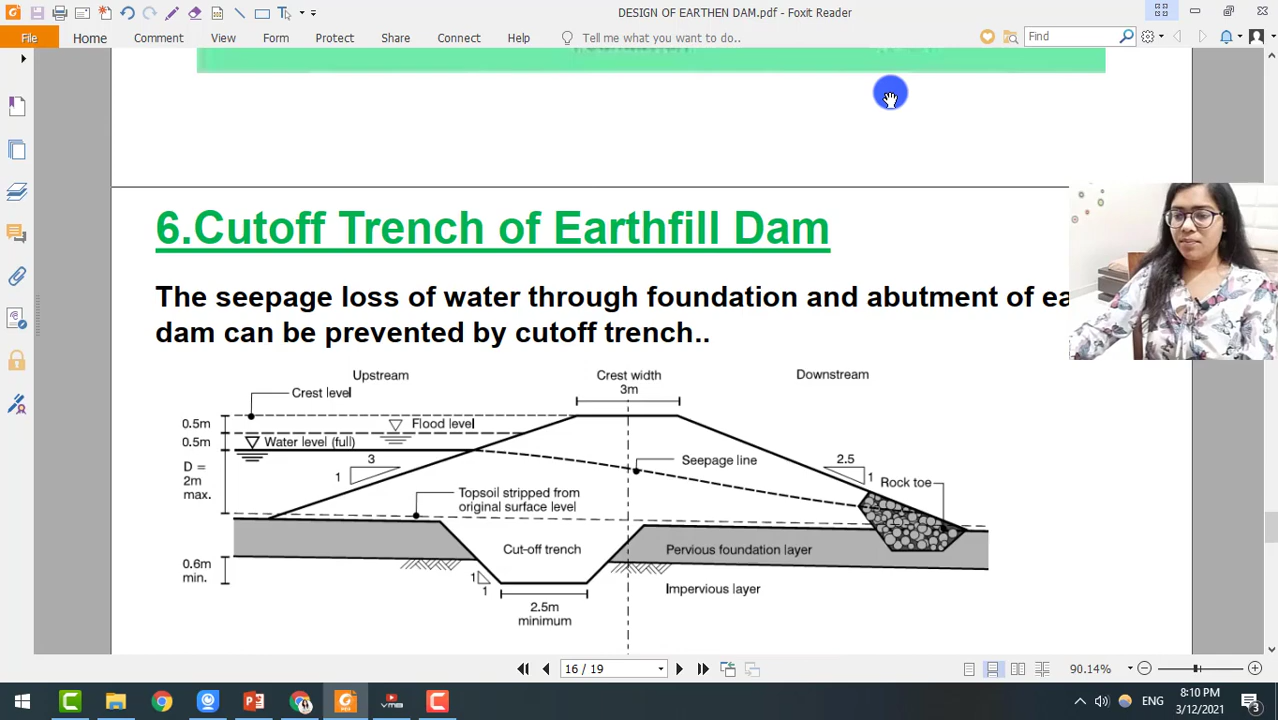 DESIGN OF EARTHEN DAM.pdf - Foxit Reader
File Home Comment View Form Protect Share Connect Help Tell me what you want to do.. Find
6.Cutoff Trench of Earthfill Dam
The seepage loss of water through foundation and abutment of ea
dam can be prevented by cutoff trench..
Upstream
Crest width
3m
Downstream
Crest level
0.5m
Flood level
0.5m
Water level (full)
D =
2m
max.
3
1
Seepage line
2.5
1
Rock toe
Topsoil stripped from
original surface level
Cut-off trench
Pervious foundation layer
0.6m
min.
1
1
Impervious layer
2.5m
minimum
16 / 19
90.14%
ENG
8:10 PM
3/12/2021
3